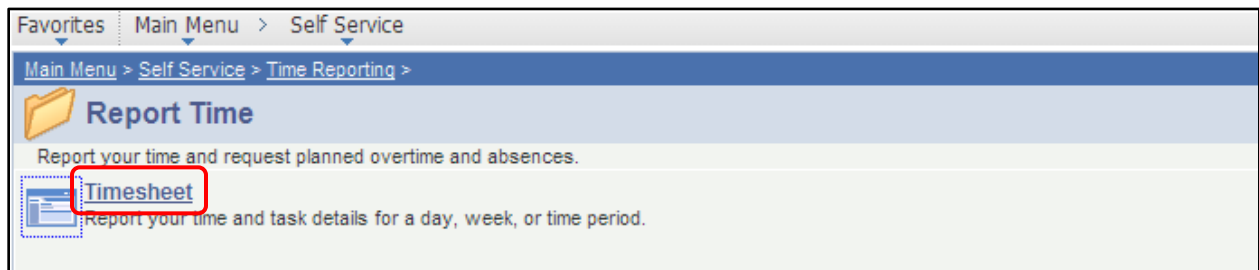 Favorites Main Menu > Self Service
Main Menu > Self Service > Time Reporting >
Report Time
Report your time and request planned overtime and absences.
Timesheet
Report your time and task details for a day, week, or time period.